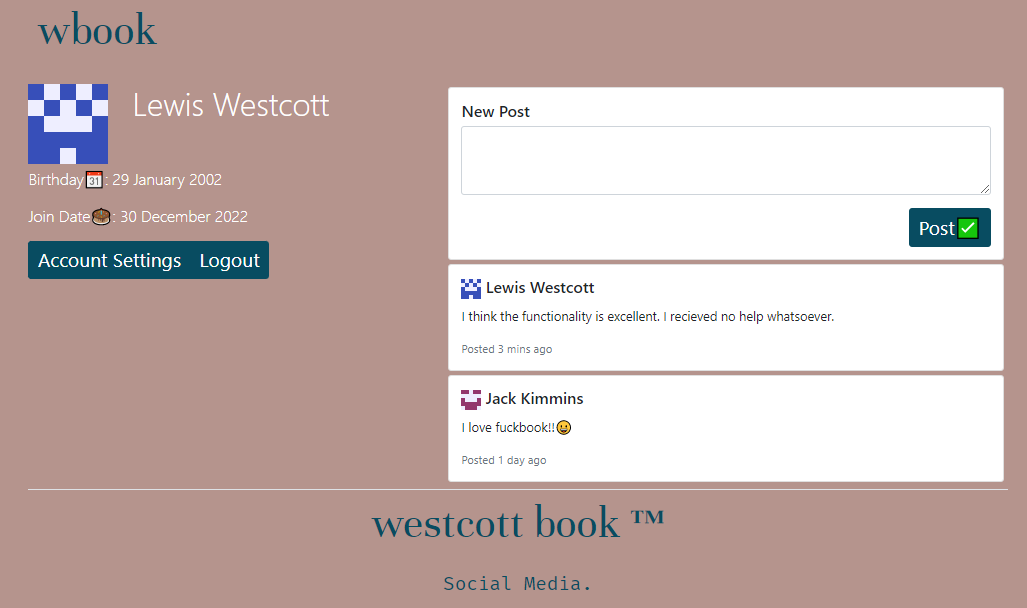 wbook
Lewis Westcott
Birthday📅: 29 January 2002
Join Date🎂: 30 December 2022
Account Settings Logout
New Post
Post✅
Lewis Westcott
I think the functionality is excellent. I recieved no help whatsoever.
Posted 3 mins ago
Jack Kimmins
I love fuckbook!!😀
Posted 1 day ago
westcott book ™
Social Media.